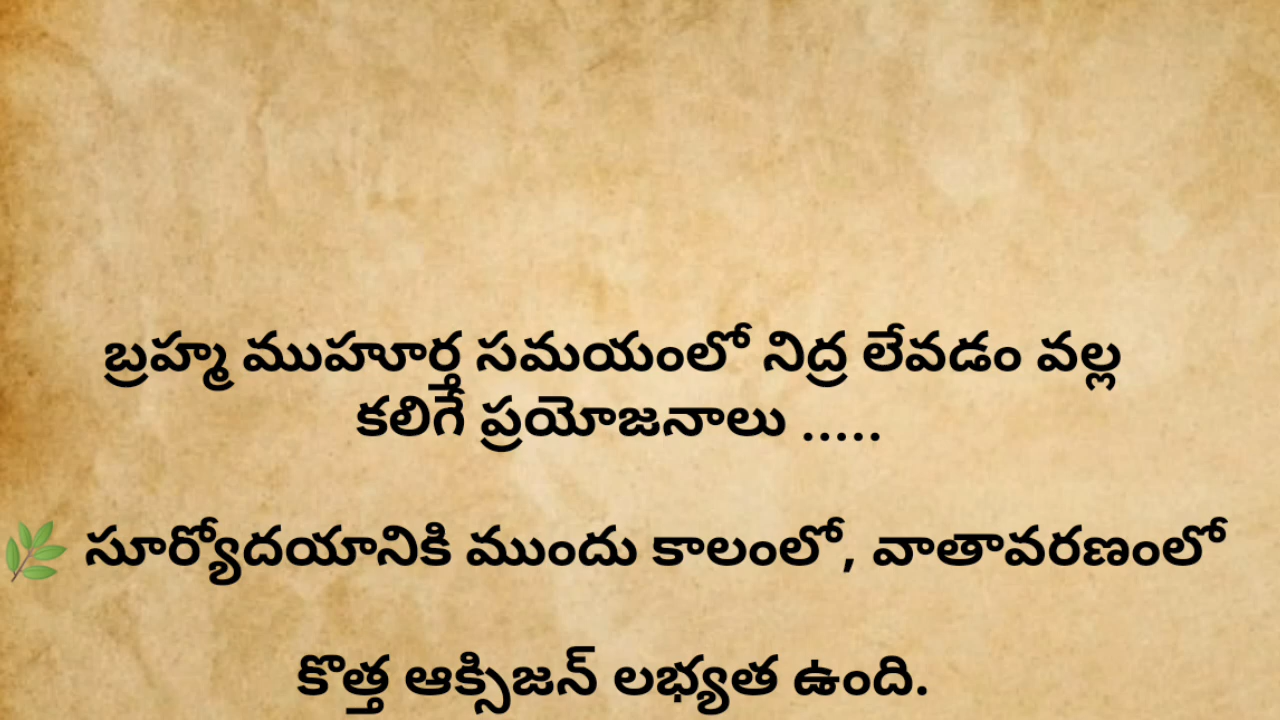 బ్రహ్మ ముహూర్త సమయంలో నిద్ర లేవడం వల్ల
కలిగే ప్రయోజనాలు .....
🌿 సూర్యోదయానికి ముందు కాలంలో, వాతావరణంలో
కొత్త ఆక్సిజన్ లభ్యత ఉంది.